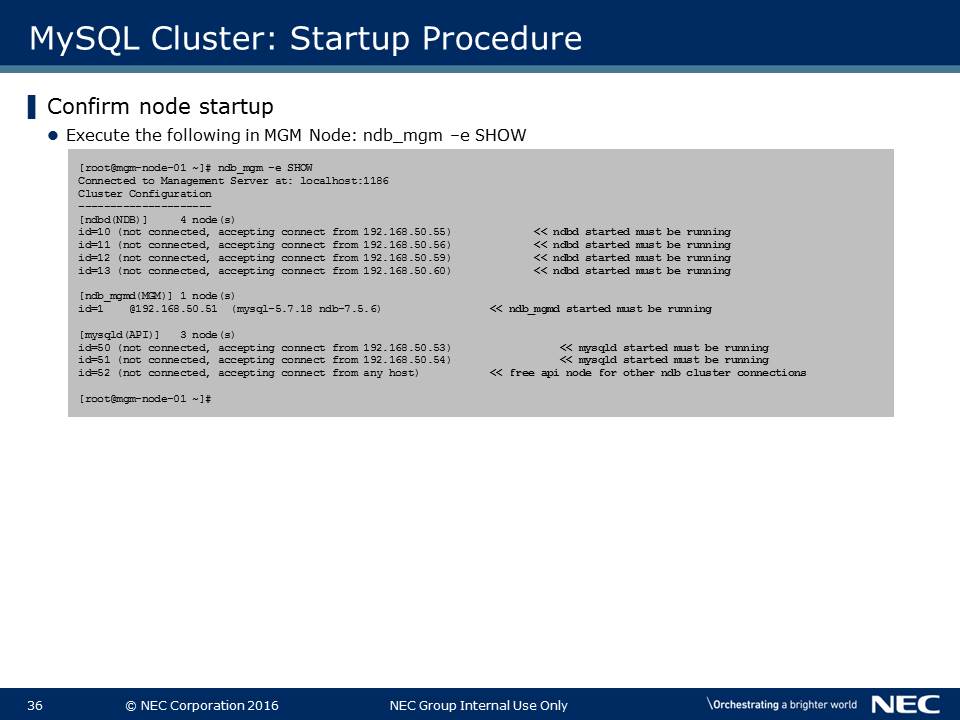 MySQL Cluster: Startup Procedure
Confirm node startup
Execute the following in MGM Node: ndb_mgm –e SHOW
[root@mgm-node-01 ~]# ndb_mgm -e SHOW
Connected to Management Server at: localhost:1186
Cluster Configuration
---------------------
[ndbd(NDB)]     4 node(s)
id=10 (not connected, accepting connect from 192.168.50.55)             << ndbd started must be running
id=11 (not connected, accepting connect from 192.168.50.56)             << ndbd started must be running
id=12 (not connected, accepting connect from 192.168.50.59)             << ndbd started must be running
id=13 (not connected, accepting connect from 192.168.50.60)             << ndbd started must be running
[ndb_mgmd(MGM)] 1 node(s)
id=1    @192.168.50.51  (mysql-5.7.18 ndb-7.5.6)                 << ndb_mgmd started must be running
[mysqld(API)]   3 node(s)
id=50 (not connected, accepting connect from 192.168.50.53)                 << mysqld started must be running
id=51 (not connected, accepting connect from 192.168.50.54)                 << mysqld started must be running
id=52 (not connected, accepting connect from any host)           << free api node for other ndb cluster connections
[root@mgm-node-01 ~]#
36 © NEC Corporation 2016 NEC Group Internal Use Only \Orchestrating a brighter world NEC